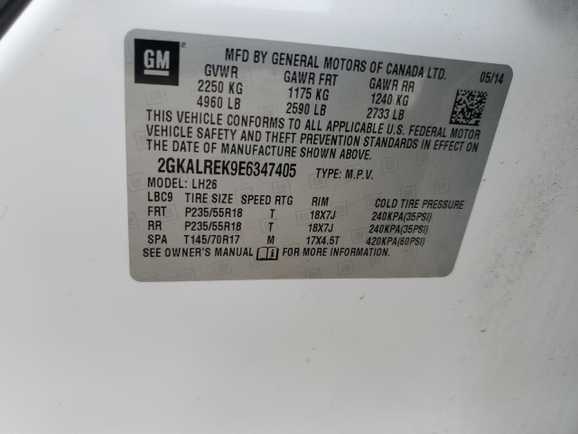 GM
MFD BY GENERAL MOTORS OF CANADA LTD.
GVWR GAWR FRT GAWR RR 05/14
2250 KG 1175 KG 1240 KG
4960 LB 2590 LB 2733 LB
THIS VEHICLE CONFORMS TO ALL APPLICABLE U.S. FEDERAL MOTOR
VEHICLE SAFETY AND THEFT PREVENTION STANDARDS IN EFFECT ON
THE DATE OF MANUFACTURE SHOWN ABOVE.
2GKALREK9E6347405 TYPE: M.P.V.
MODEL: LH26
LBC9 TIRE SIZE SPEED RTG RIM COLD TIRE PRESSURE
FRT P235/55R18 T 18X7J 240KPA(35PSI)
RR P235/55R18 T 18X7J 240KPA(35PSI)
SPA T145/70R17 M 17X4.5T 420KPA(60PSI)
SEE OWNER'S MANUAL FOR MORE INFORMATION.